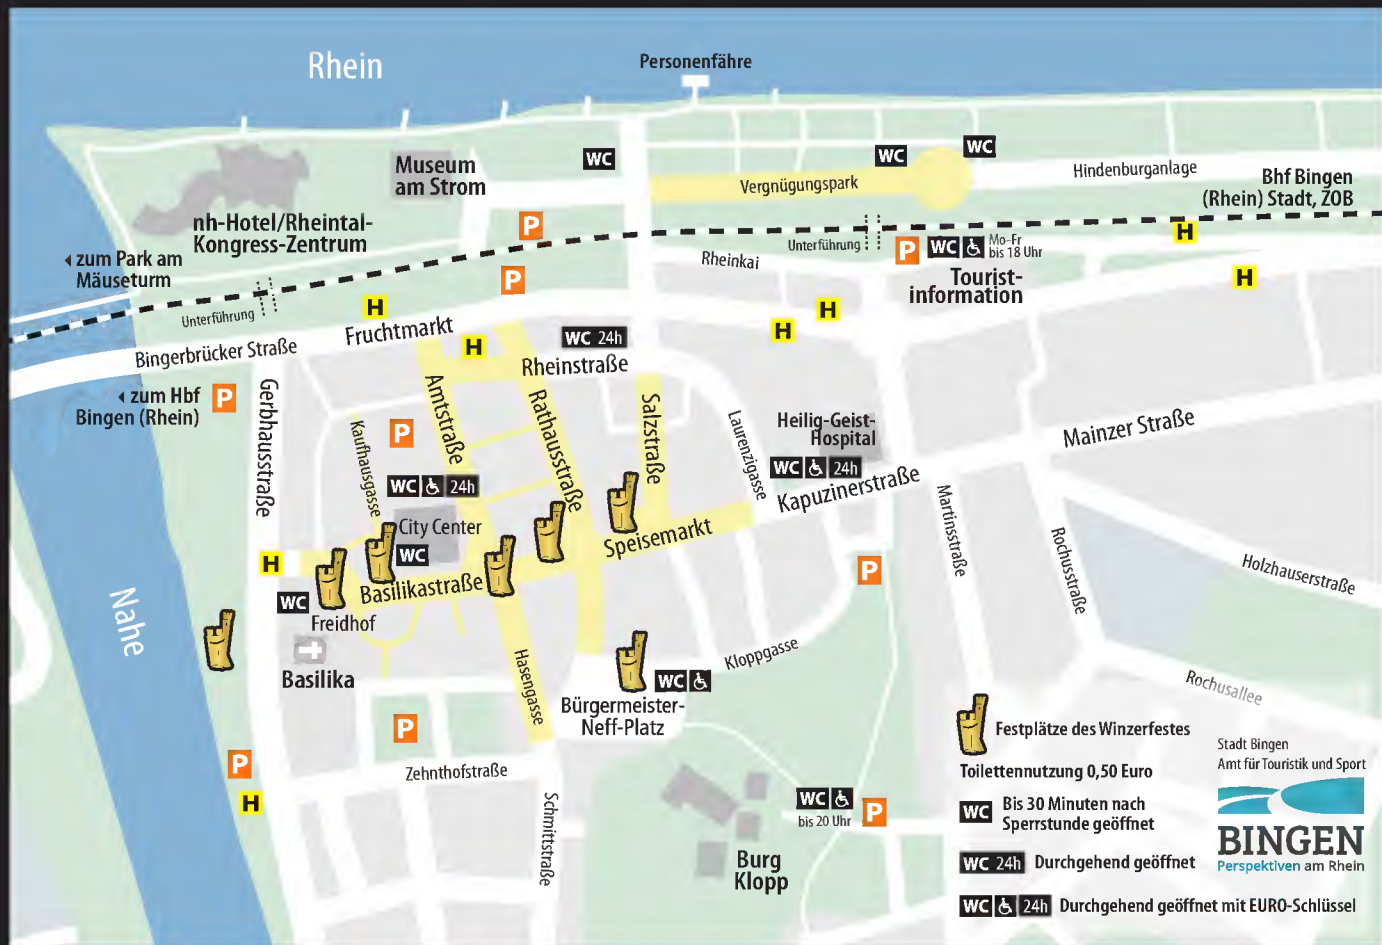 Rhein
Personenfähre
Museum
am Strom
WC
WC
WC
Vergnügungspark
Hindenburganlage
Bhf Bingen
(Rhein) Stadt, ZOB
nh-Hotel/Rheintal-
Kongress-Zentrum
P
H
zum Park am
Mäuseturm
Unterführung
P WC Mo-Fr
bis 18 Uhr
Rheinkai
Tourist-
information
P
H
Unterführung
H
H
H
Fruchtmarkt
H
WC 24h
Bingerbrücker Straße
Rheinstraße
zum Hbf
Bingen (Rhein)
P
Gerbhausstraße
Amtstraße
Rathausstraße
Salzstraße
Laurenzigasse
Kaufhausgasse
P
Heilig-Geist-
Hospital
WC 24h
Mainzer Straße
Kapuzinerstraße
WC 24h
City Center
WC
Speisemarkt
Martinsstraße
Rochusstraße
Holzhauserstraße
H
P
Basilikastraße
WC
Freidhof
Nahe
Basilika
Hasengasse
Kloppgasse
WC
Bürgermeister-
Neff-Platz
Rochusallee
P
P
H
Zehnthofstraße
Schmittstraße
WC
bis 20 Uhr
P
Burg
Klopp
Festplätze des Winzerfestes
Toilettennutzung 0,50 Euro
WC Bis 30 Minuten nach
Sperrstunde geöffnet
WC 24h Durchgehend geöffnet
WC 24h Durchgehend geöffnet mit EURO-Schlüssel
Stadt Bingen
Amt für Touristik und Sport
BINGEN
Perspektiven am Rhein